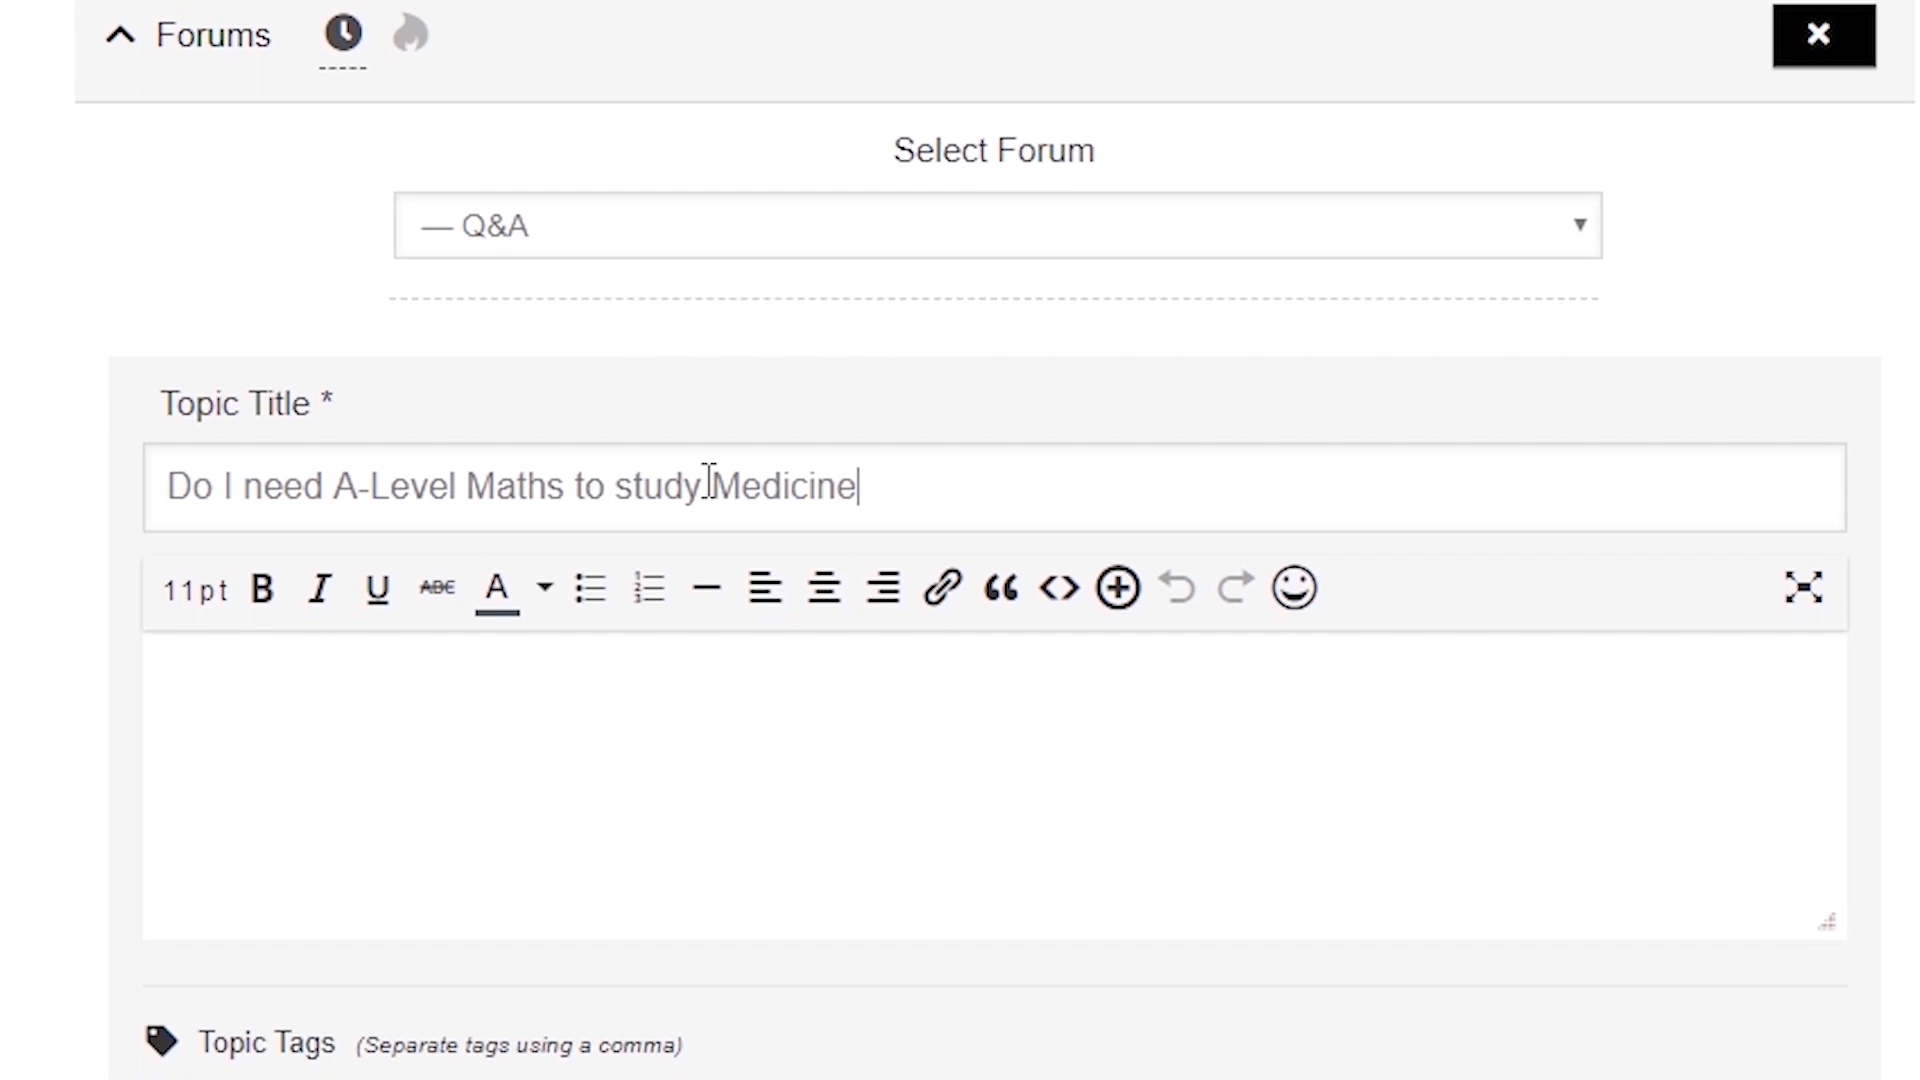 Forums
Select Forum
— Q&A
Topic Title *
Do I need A-Level Maths to study Medicine
11pt B I U ABC A
Topic Tags (Separate tags using a comma)